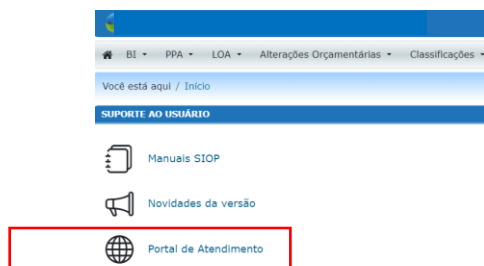 BI PPA LOA Alterações Orçamentárias Classificações
Você está aqui / Início
SUPORTE AO USUÁRIO
Manuais SIOP
Novidades da versão
Portal de Atendimento